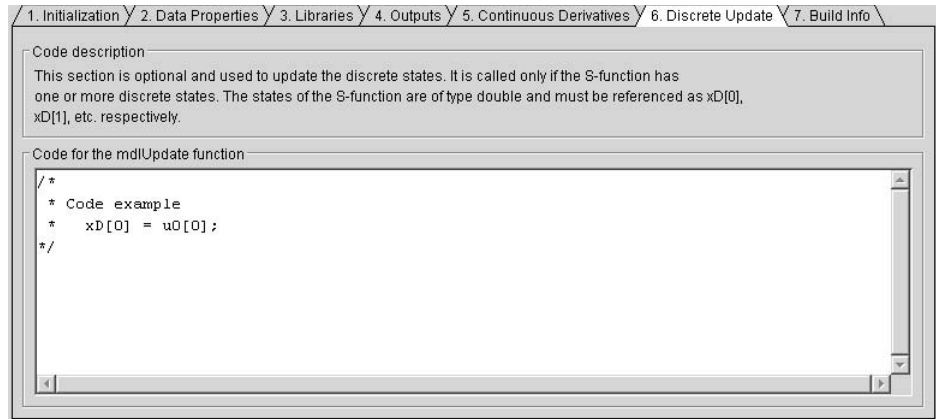 1. Initialization 2. Data Properties 3. Libraries 4. Outputs 5. Continuous Derivatives 6. Discrete Update 7. Build Info
Code description
This section is optional and used to update the discrete states. It is called only if the S-function has
one or more discrete states. The states of the S-function are of type double and must be referenced as xD[0],
xD[1], etc. respectively.
Code for the mdlUpdate function
/*
* Code example
* xD[0] = u0[0];
*/